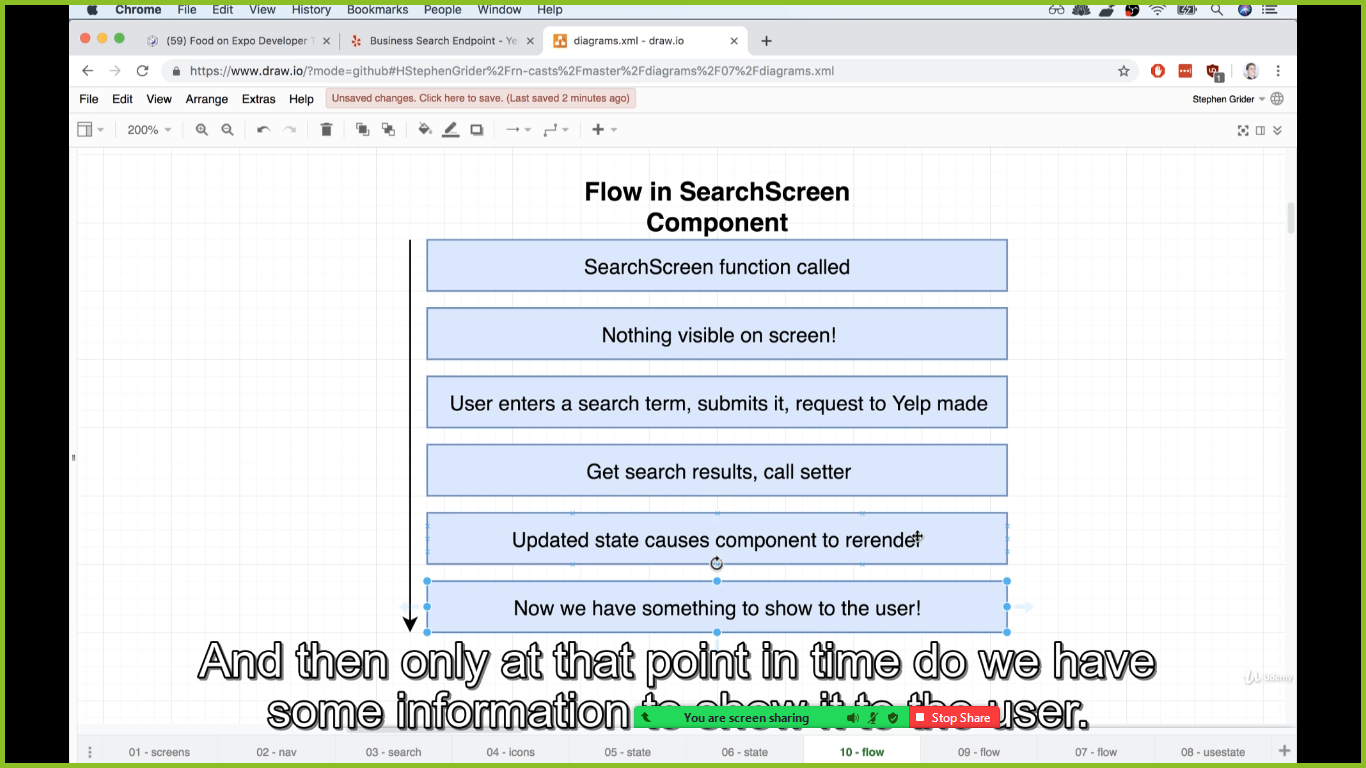 Chrome File Edit View History Bookmarks People Window Help
(59) Food on Expo Developer
Business Search Endpoint - Ye
diagrams.xml - draw.io
https://www.draw.io/?mode=github#HStephenGrider%2Frn-casts%2Fmaster%2Fdiagrams%2F07%2Fdiagrams.xml
File Edit View Arrange Extras Help Unsaved changes. Click here to save. (Last saved 2 minutes ago) Stephen Grider
200%
Flow in SearchScreen
Component
SearchScreen function called
Nothing visible on screen!
User enters a search term, submits it, request to Yelp made
Get search results, call setter
Updated state causes component to rerender
Now we have something to show to the user!
And then only at that point in time do we have
some information to show it to the user.
Udemy
You are screen sharing Stop Share
01 - screens 02 - nav 03 - search 04 - icons 05 - state 06 - state 10 - flow 09 - flow 07 - flow 08 - usestate